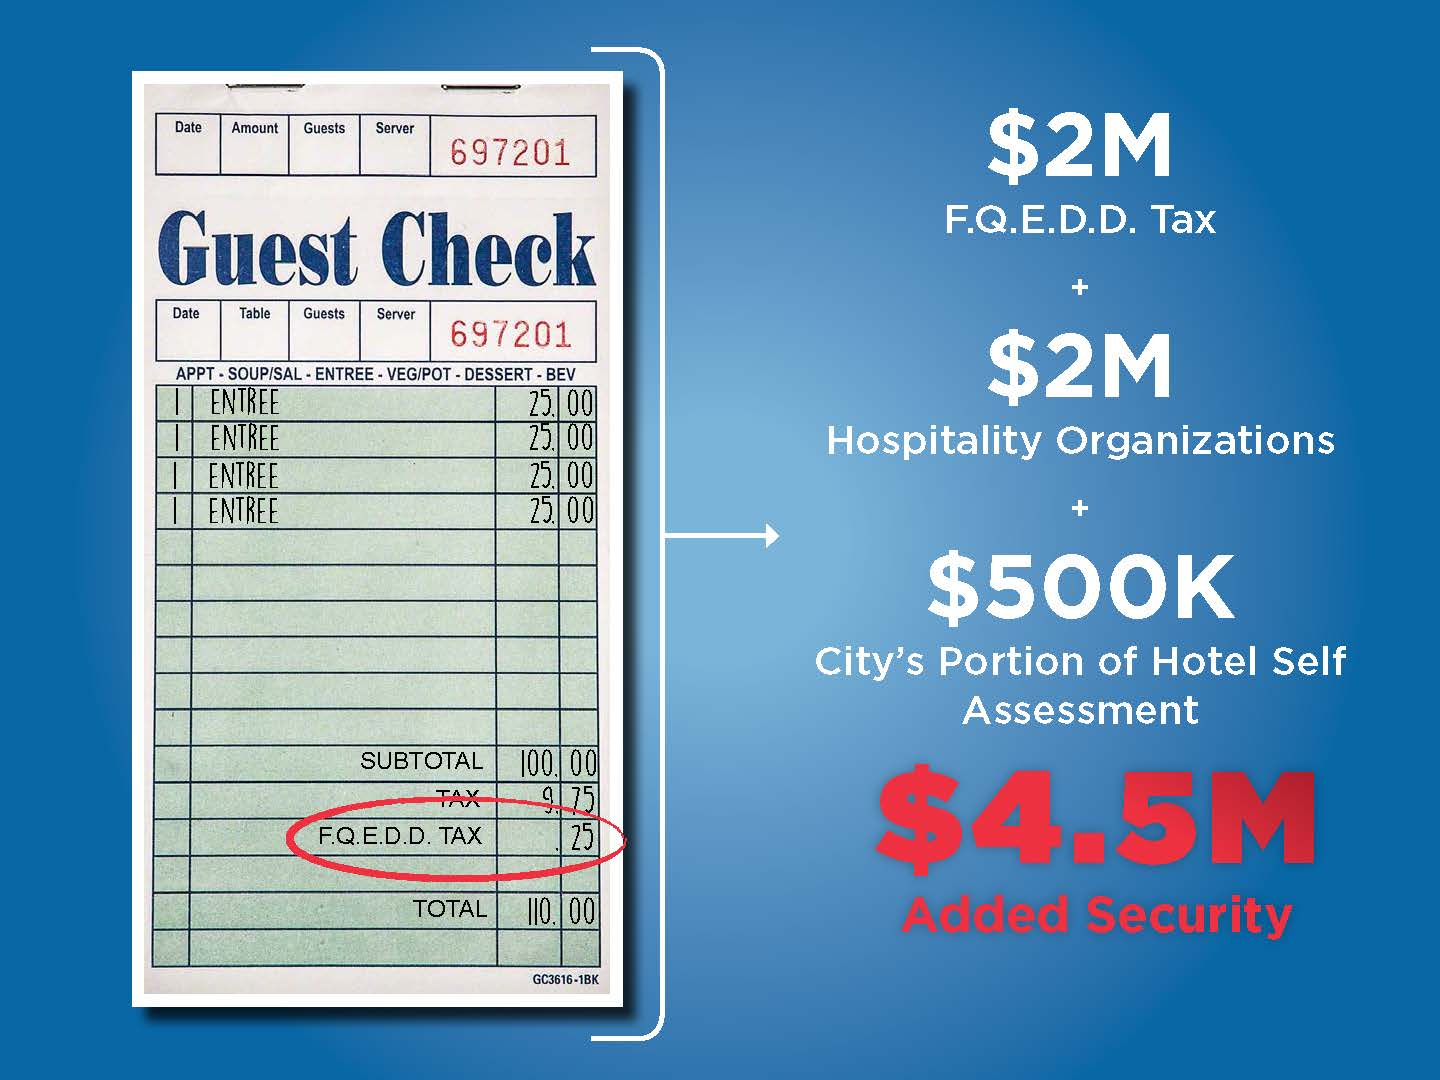 Date Amount Guests Server 697201
Guest Check
Date Table Guests Server 697201
APPT - SOUP/SAL - ENTREE - VEG/POT - DESSERT - BEV
1 ENTREE 25. 00
1 ENTREE 25. 00
1 ENTREE 25. 00
1 ENTREE 25. 00
SUBTOTAL 100. 00
TAX 9. 75
F.Q.E.D.D. TAX . 25
TOTAL 110. 00
GC3616-1BK
$2M
F.Q.E.D.D. Tax
+
$2M
Hospitality Organizations
+
$500K
City's Portion of Hotel Self
Assessment
$4.5M
Added Security